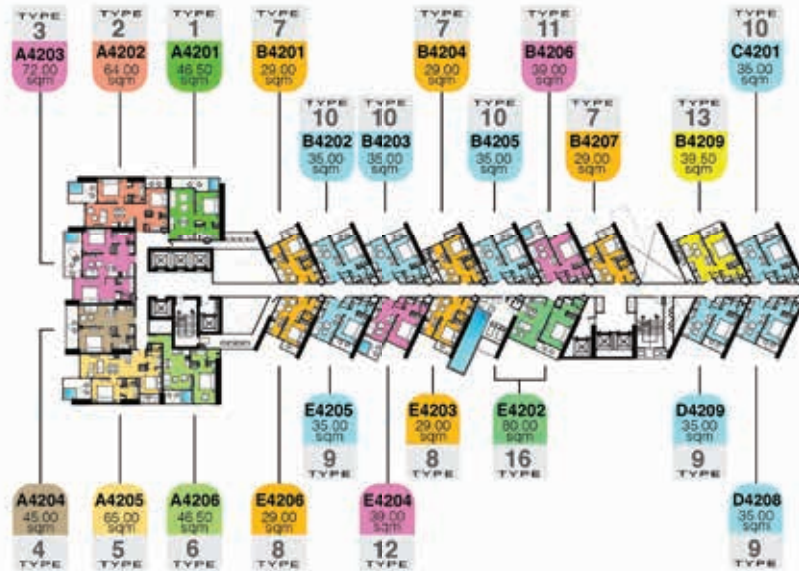 TYPE
3
A4203
72.00
sqm
TYPE
2
A4202
64.00
sqm
TYPE
1
A4201
46.50
sqm
TYPE
7
B4201
29.00
sqm
TYPE
7
B4204
29.00
sqm
TYPE
11
B4206
39.00
sqm
TYPE
10
C4201
35.00
sqm
TYPE
10
B4202
35.00
sqm
TYPE
10
B4203
35.00
sqm
TYPE
10
B4205
35.00
sqm
TYPE
7
B4207
29.00
sqm
TYPE
13
B4209
39.50
sqm
E4205
35.00
sqm
9
TYPE
E4203
29.00
sqm
8
TYPE
E4202
80.00
sqm
16
TYPE
D4209
35.00
sqm
9
TYPE
A4204
45.00
sqm
4
TYPE
A4205
65.00
sqm
5
TYPE
A4206
46.50
sqm
6
TYPE
E4206
29.00
sqm
8
TYPE
E4204
39.00
sqm
12
TYPE
D4208
35.00
sqm
9
TYPE